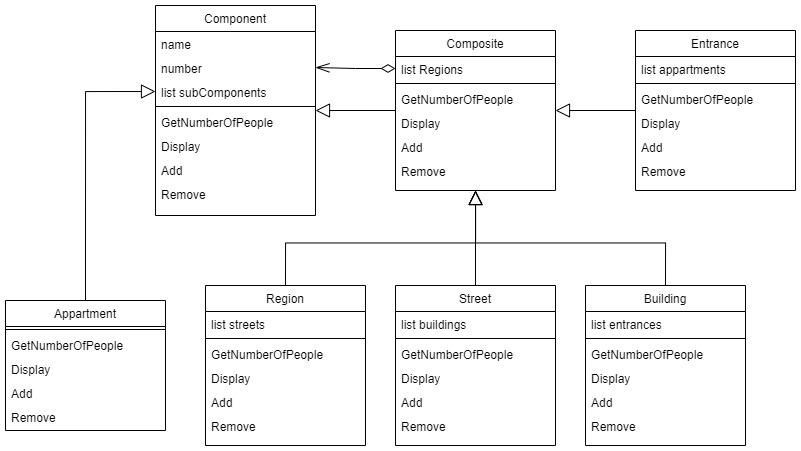 Component
name
number
list subComponents
GetNumberOfPeople
Display
Add
Remove
Composite
list Regions
GetNumberOfPeople
Display
Add
Remove
Entrance
list appartments
GetNumberOfPeople
Display
Add
Remove
Appartment
GetNumberOfPeople
Display
Add
Remove
Region
list streets
GetNumberOfPeople
Display
Add
Remove
Street
list buildings
GetNumberOfPeople
Display
Add
Remove
Building
list entrances
GetNumberOfPeople
Display
Add
Remove